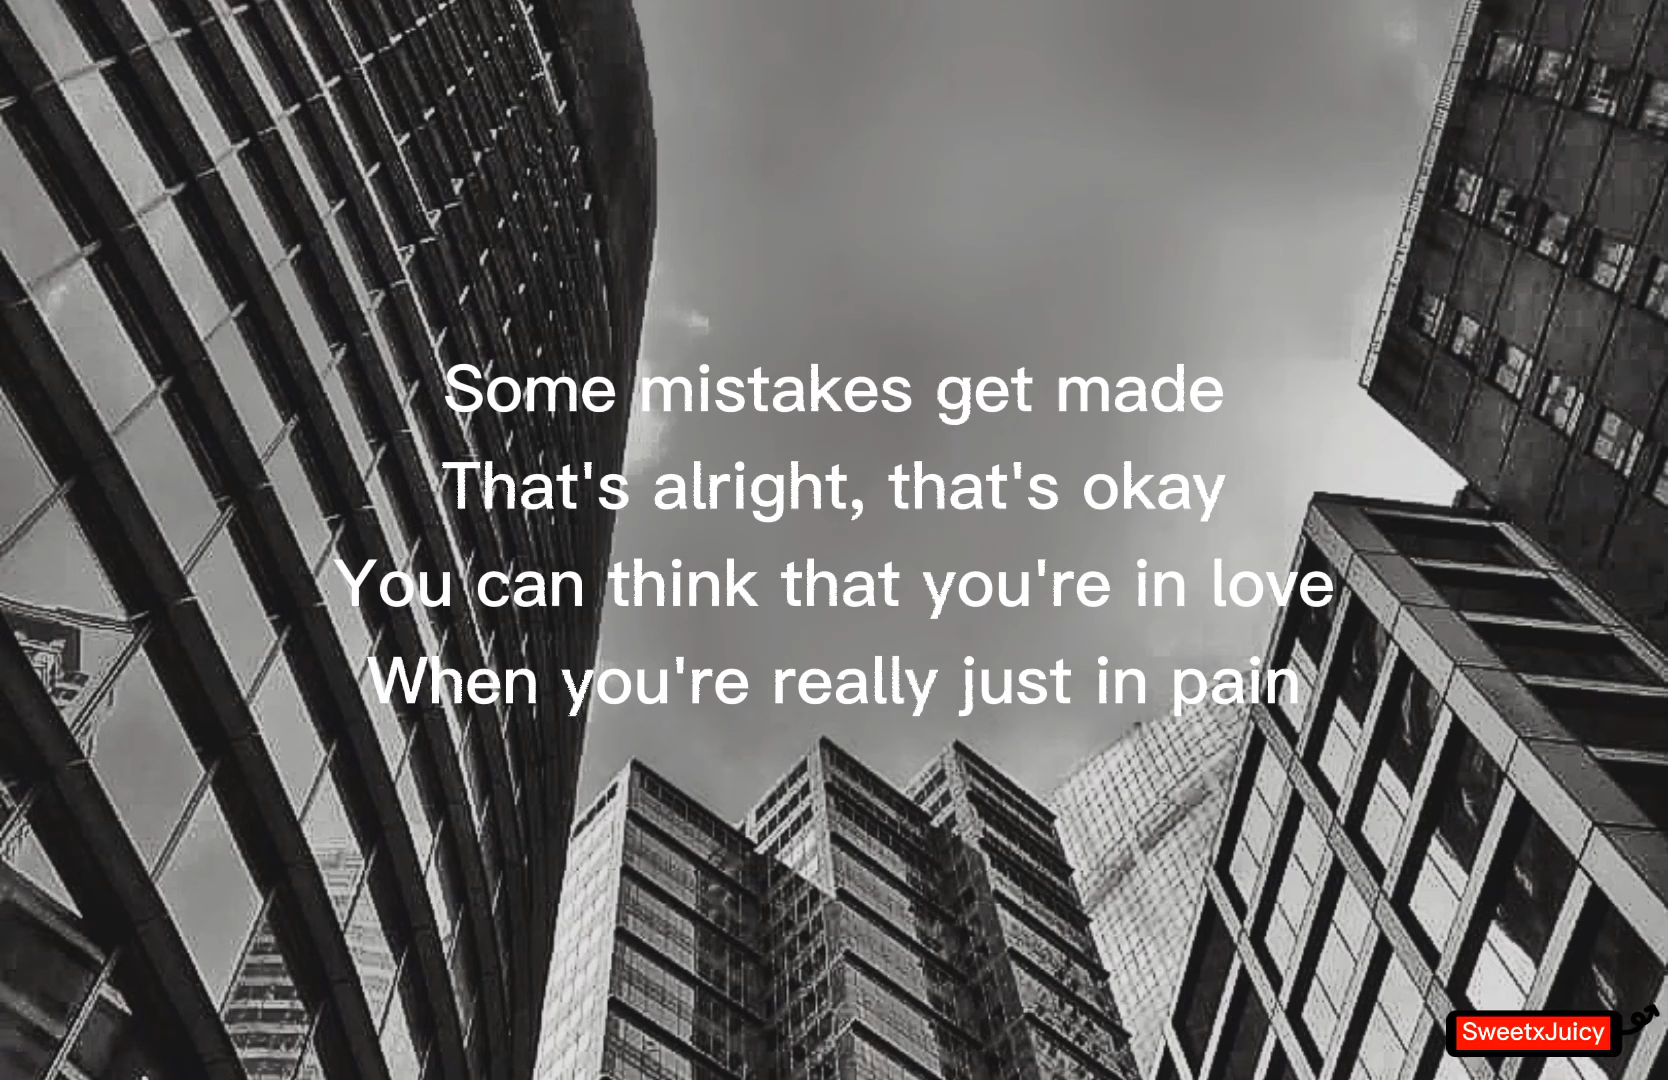 Some mistakes get made
That's alright, that's okay
You can think that you're in love
When you're really just in pain
SweetxJuicy